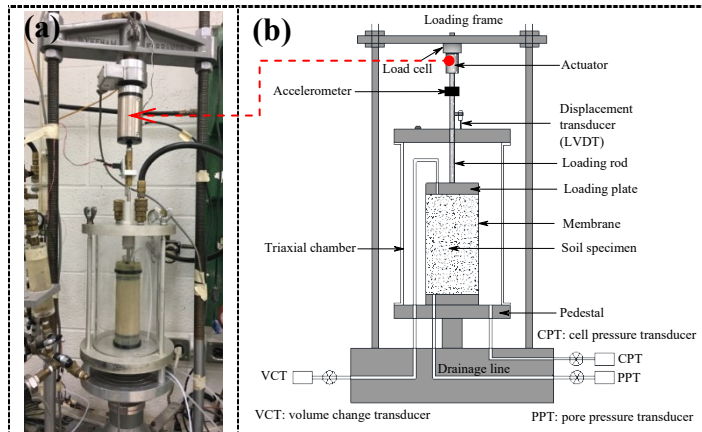 (a)
(b)
Loading frame
Load cell
Actuator
Accelerometer
Displacement
transducer
(LVDT)
Loading rod
Loading plate
Membrane
Triaxial chamber
Soil specimen
Pedestal
CPT: cell pressure transducer
CPT
VCT
Drainage line
PPT
VCT: volume change transducer
PPT: pore pressure transducer